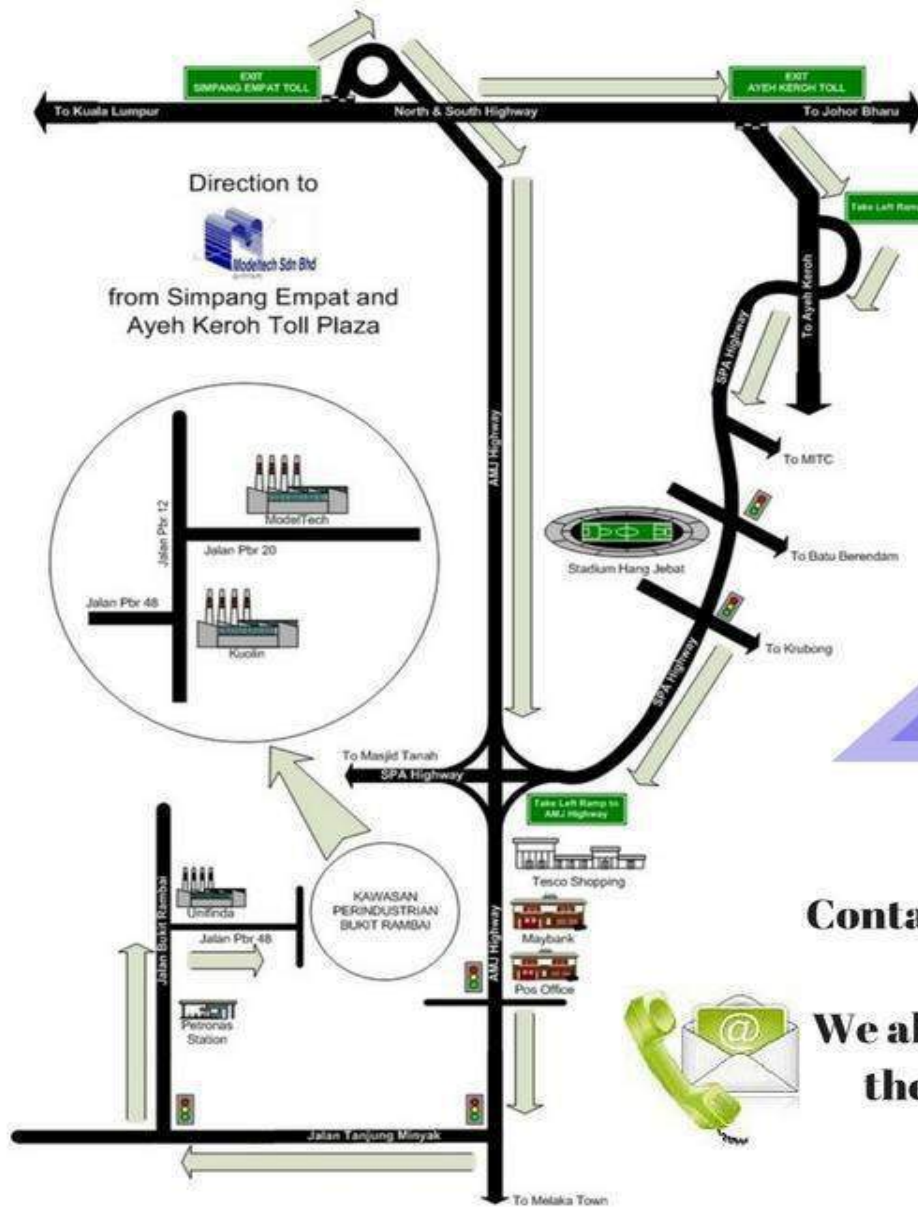 EXIT
SIMPANG EMPAT TOLL
EXIT
AYEH KEROH TOLL
To Kuala Lumpur
North & South Highway
To Johor Bharu
Direction to
Modeltech Sdn Bhd
from Simpang Empat and
Ayeh Keroh Toll Plaza
Take Left Ramp
To Ayeh Keroh
SPA Highway
AMJ Highway
To MITC
ModelTech
Jalan Pbr 12
Jalan Pbr 20
Stadium Hang Jebat
To Batu Berendam
Jalan Pbr 48
Kuolin
To Krubong
SPA Highway
To Masjid Tanah
SPA Highway
Take Left Ramp to
AMJ Highway
Tesco Shopping
KAWASAN
PERINDUSTRIAN
BUKIT RAMBAI
Unifinda
Jalan Pbr 48
Jalan Bukit Rambai
Maybank
AMJ Highway
Pos Office
Petronas
Station
Jalan Tanjung Minyak
To Melaka Town
Conta
@
We al
the